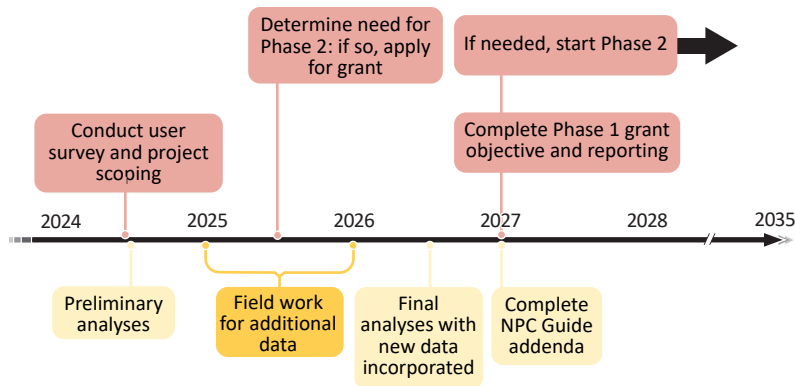 Determine need for
Phase 2: if so, apply
for grant
If needed, start Phase 2
Conduct user
survey and project
scoping
Complete Phase 1 grant
objective and reporting
2024 2025 2026 2027 2028 2035
Preliminary
analyses
Field work
for additional
data
Final
analyses with
new data
incorporated
Complete
NPC Guide
addenda